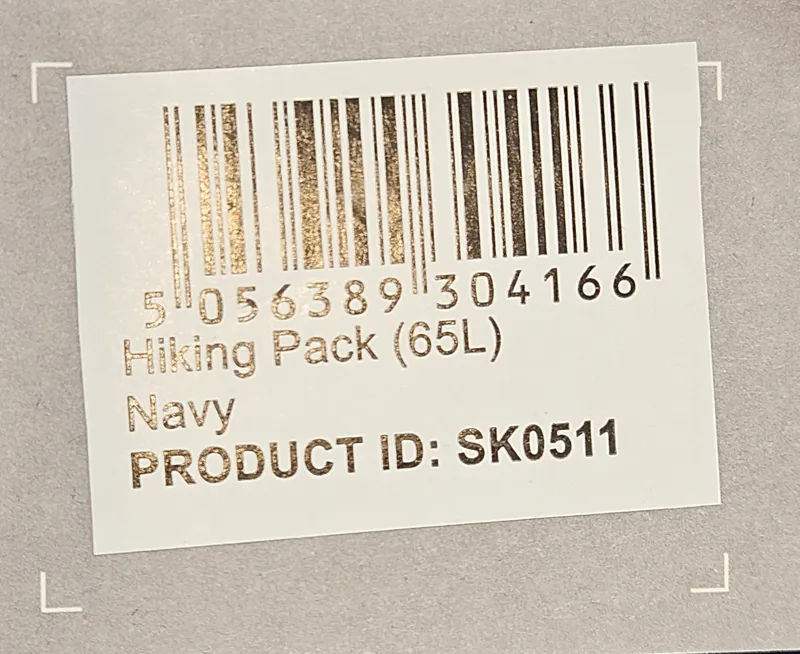 5 056389 304166
Hiking Pack (65L)
Navy
PRODUCT ID: SK0511